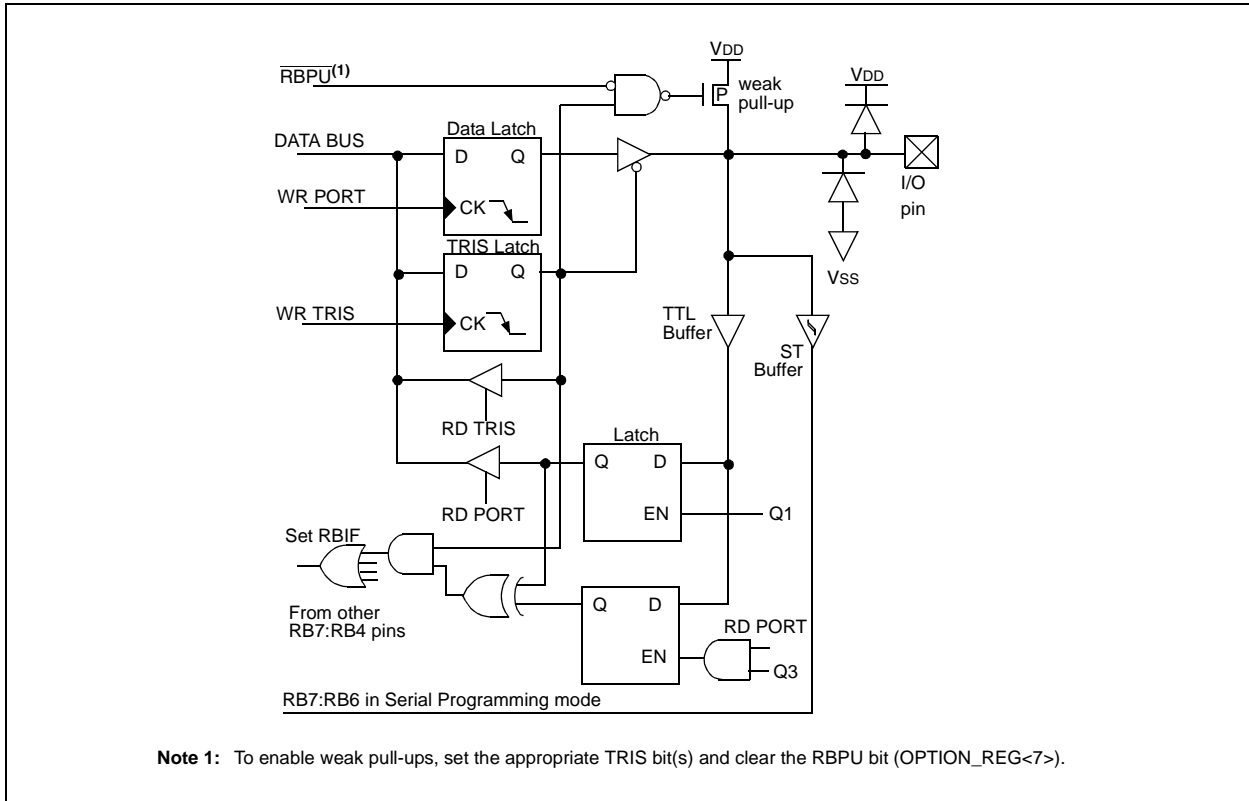 VDD
RBPU(1)
VDD
weak
pull-up
P
Data Latch
DATA BUS
D Q
I/O
pin
WR PORT
CK
TRIS Latch
D Q
VSS
WR TRIS
CK
TTL
Buffer
ST
Buffer
RD TRIS
Latch
Q D
RD PORT
EN
Q1
Set RBIF
From other
RB7:RB4 pins
Q D
RD PORT
EN
Q3
RB7:RB6 in Serial Programming mode
Note 1: To enable weak pull-ups, set the appropriate TRIS bit(s) and clear the RBPU bit (OPTION_REG<7>).